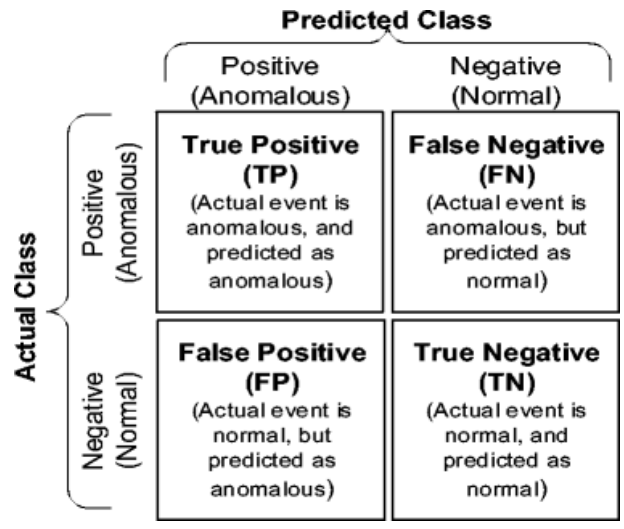 Predicted Class
Positive
(Anomalous)
Negative
(Normal)
Actual Class
Positive
(Anomalous)
True Positive
(TP)
(Actual event is
anomalous, and
predicted as
anomalous)
False Negative
(FN)
(Actual event is
anomalous, but
predicted as
normal)
Negative
(Normal)
False Positive
(FP)
(Actual event is
normal, but
predicted as
anomalous)
True Negative
(TN)
(Actual event is
normal, and
predicted as
normal)